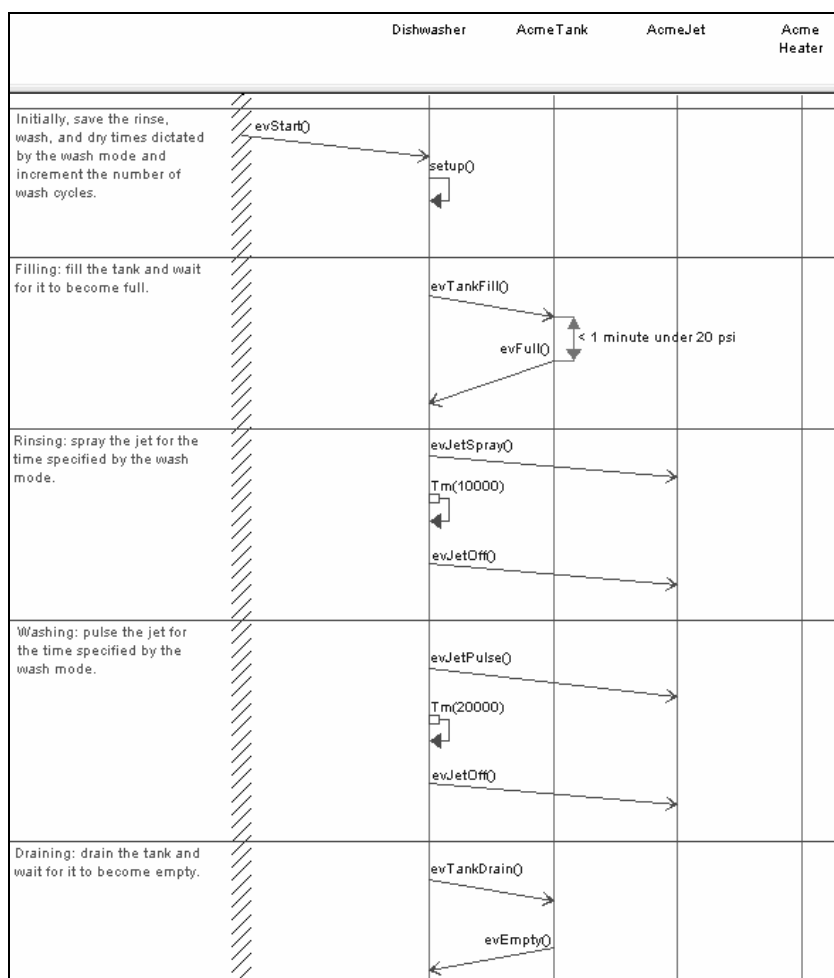 Dishwasher AcmeTank AcmeJet Acme
Heater
Initially, save the rinse,
wash, and dry times dictated
by the wash mode and
increment the number of
wash cycles.
evStart()
setup()
Filling: fill the tank and wait
for it to become full.
evTankFill()
< 1 minute under 20 psi
evFull()
Rinsing: spray the jet for the
time specified by the wash
mode.
evJetSpray()
Tm(10000)
evJetOff()
Washing: pulse the jet for
the time specified by the
wash mode.
evJetPulse()
Tm(20000)
evJetOff()
Draining: drain the tank and
wait for it to become empty.
evTankDrain()
evEmpty()